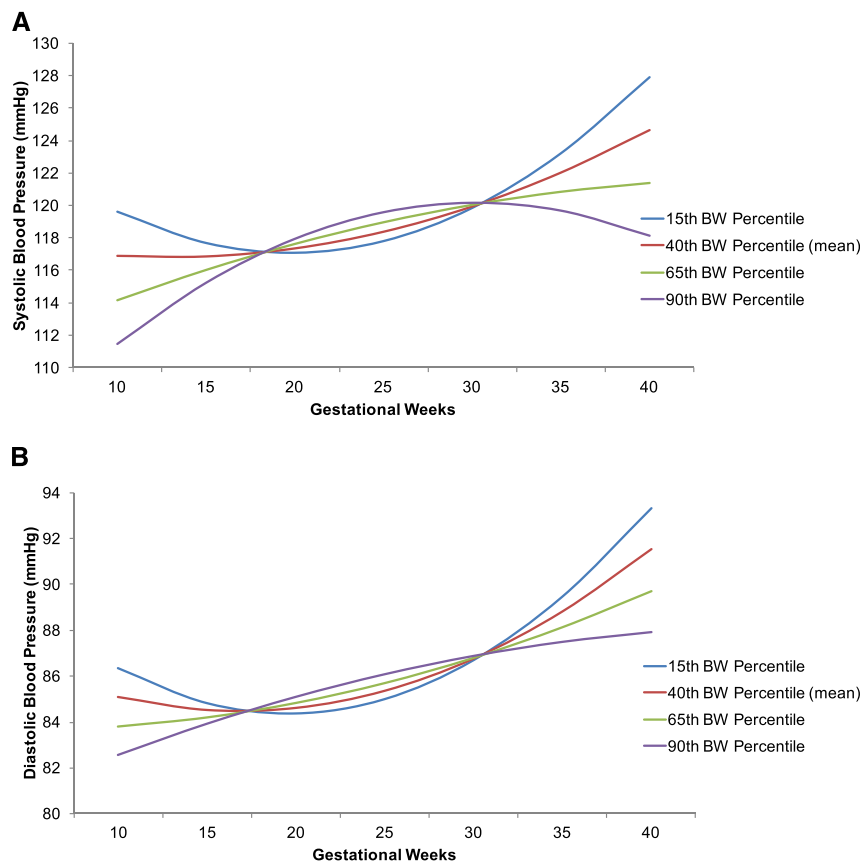 A
Systolic Blood Pressure (mmHg)
130
128
126
124
122
120
118
116
114
112
110
10 15 20 25 30 35 40
Gestational Weeks
15th BW Percentile
40th BW Percentile (mean)
65th BW Percentile
90th BW Percentile
B
Diastolic Blood Pressure (mmHg)
94
92
90
88
86
84
82
80
10 15 20 25 30 35 40
Gestational Weeks
15th BW Percentile
40th BW Percentile (mean)
65th BW Percentile
90th BW Percentile